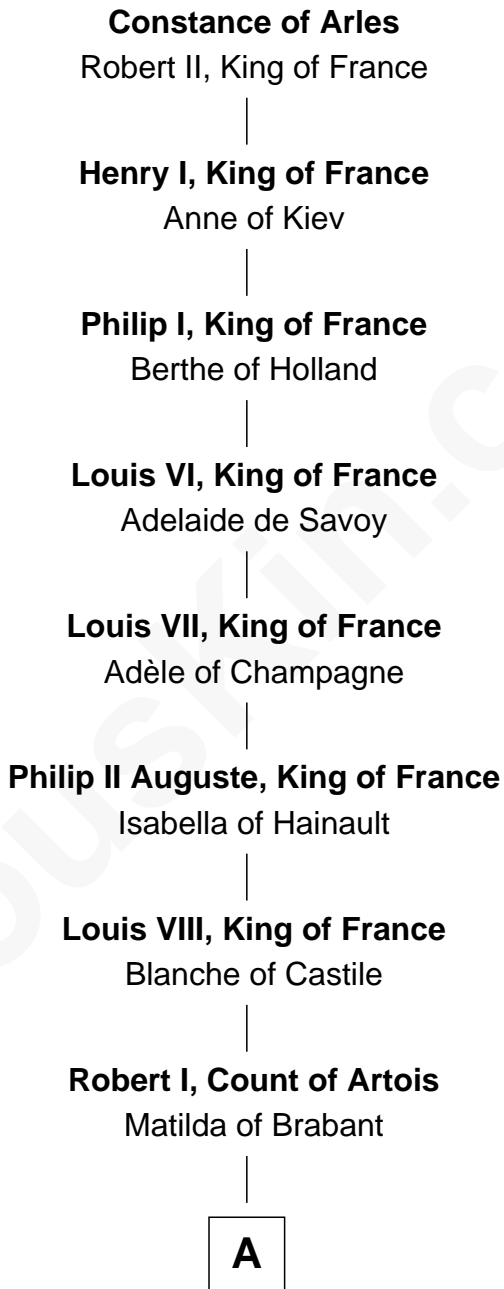 Constance of Arles
Robert II, King of France
Henry I, King of France
Anne of Kiev
Philip I, King of France
Berthe of Holland
Louis VI, King of France
Adelaide de Savoy
Louis VII, King of France
Adèle of Champagne
Philip II Auguste, King of France
Isabella of Hainault
Louis VIII, King of France
Blanche of Castile
Robert I, Count of Artois
Matilda of Brabant
A